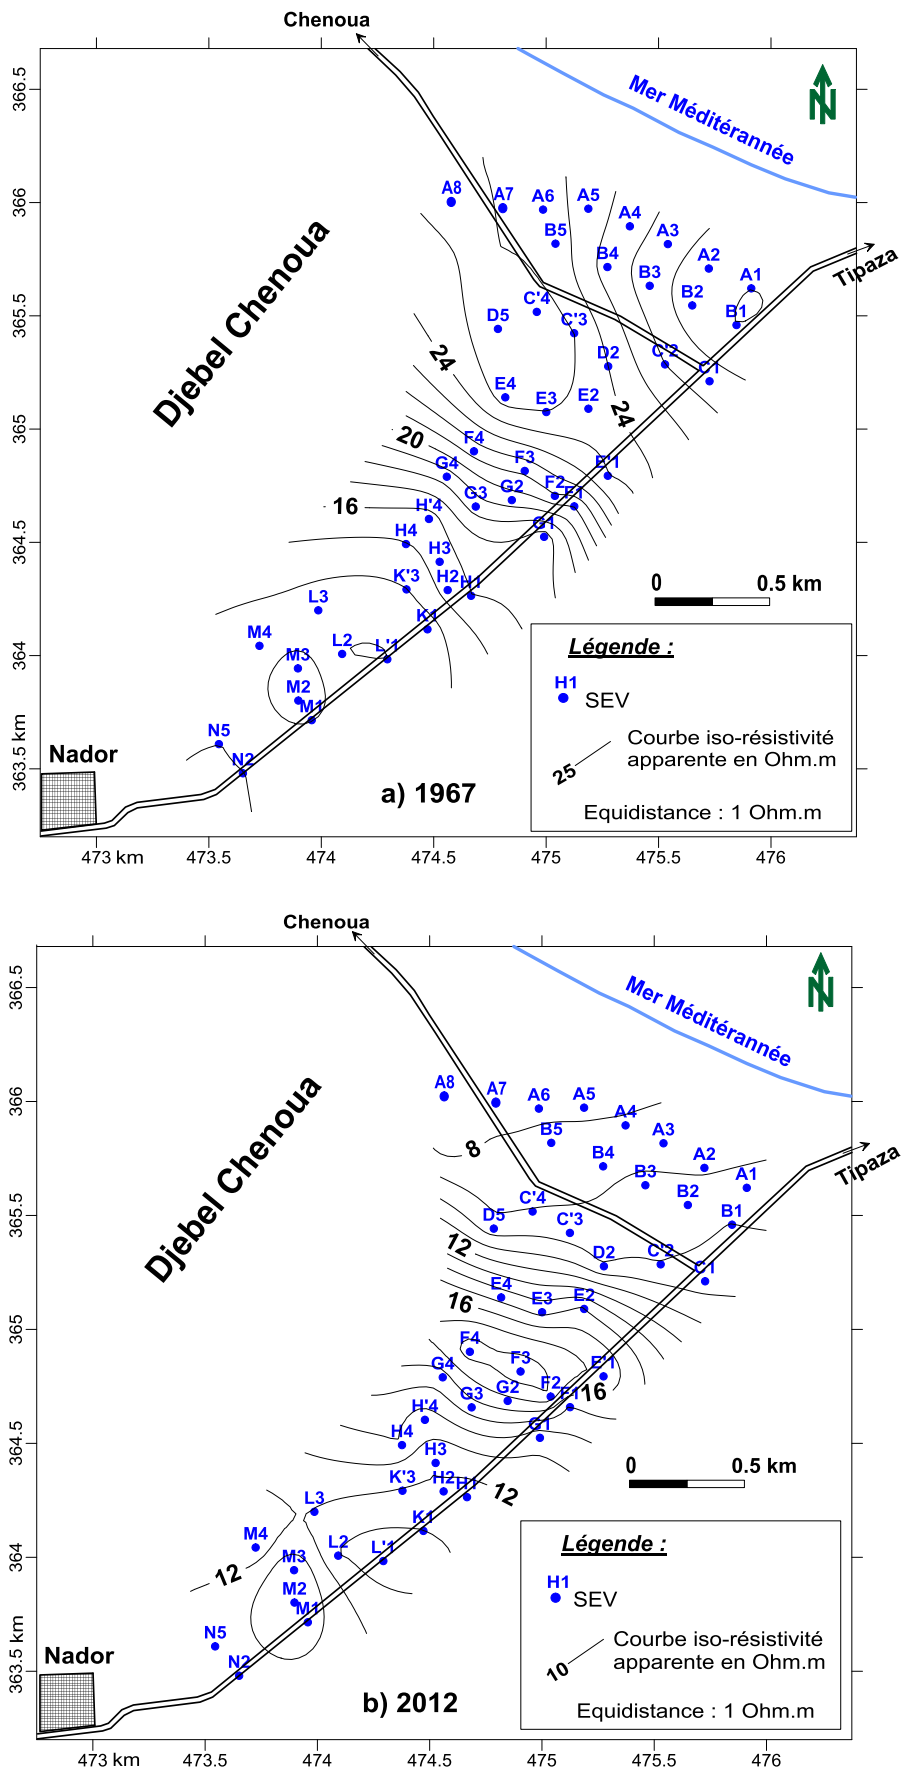 Chenoua
N
Mer Méditérannée
366.5
366
365.5
365
364.5
364
363.5 km
A8
A7
A6
A5
A4
A3
A2
A1
B5
B4
B3
B2
B1
Tipaza
Djebel Chenoua
C'4
C'3
D5
D2
C'2
C1
24
E4
E3
E2
24
20
F4
F3
E'1
G4
G3
G2
F2
F1
16
H'4
G1
H4
H3
K'3
H2
H1
0 0.5 km
L3
K1
M4
L2
L'1
M3
M2
M1
N5
N2
Nador
Légende :
H1
SEV
Courbe iso-résistivité
apparente en Ohm.m
25
Equidistance : 1 Ohm.m
a) 1967
473 km 473.5 474 474.5 475 475.5 476
Chenoua
N
Mer Méditérannée
366.5
366
365.5
365
364.5
364
363.5 km
A8
A7
A6
A5
A4
A3
A2
A1
8
B5
B4
B3
B2
B1
Tipaza
Djebel Chenoua
C'4
C'3
D5
12
D2
C'2
C1
E4
E3
E2
16
F4
F3
E'1
G4
G3
G2
F2
F1
16
H'4
G1
H4
H3
K'3
H2
H1
12
0 0.5 km
L3
K1
M4
L2
L'1
12
M3
M2
M1
N5
N2
Nador
Légende :
H1
SEV
Courbe iso-résistivité
apparente en Ohm.m
10
Equidistance : 1 Ohm.m
b) 2012
473 km 473.5 474 474.5 475 475.5 476